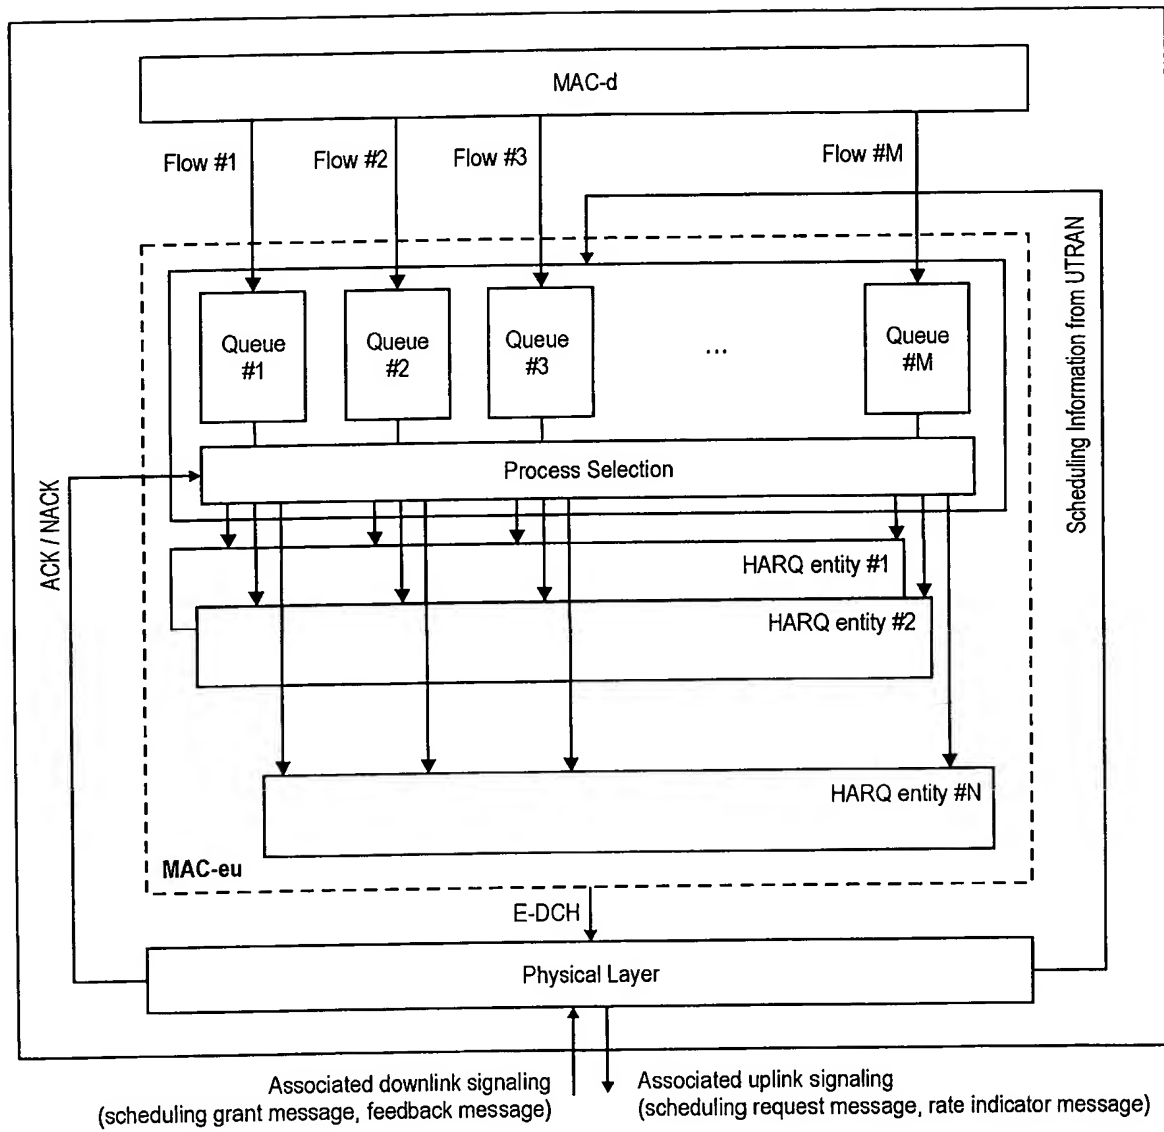 MAC-d
Flow #1
Flow #2
Flow #3
Flow #M
Scheduling Information from UTRAN
Queue
#1
Queue
#2
Queue
#3
...
Queue
#M
Process Selection
ACK / NACK
HARQ entity #1
HARQ entity #2
HARQ entity #N
MAC-eu
E-DCH
Physical Layer
Associated downlink signaling
(scheduling grant message, feedback message)
Associated uplink signaling
(scheduling request message, rate indicator message)